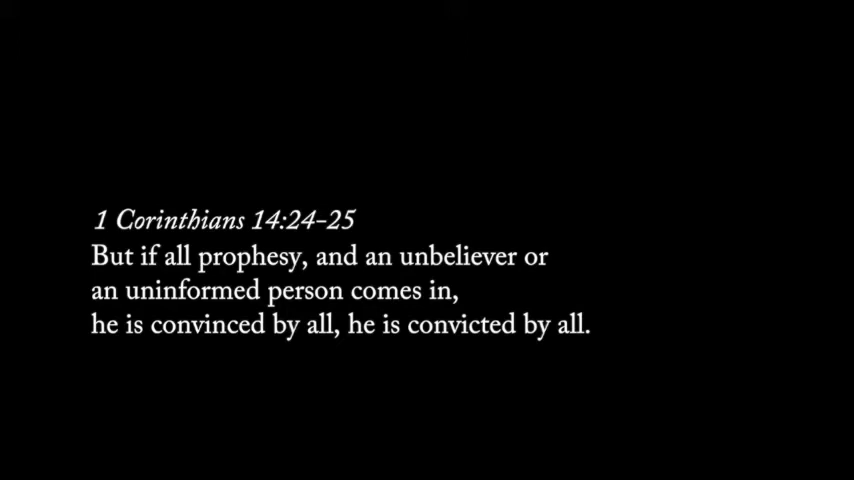 1 Corinthians 14:24-25
But if all prophesy, and an unbeliever or
an uninformed person comes in,
he is convinced by all, he is convicted by all.